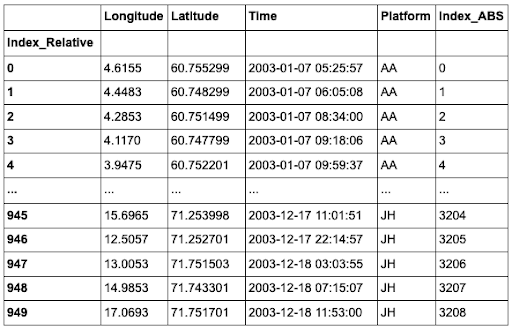 Longitude Latitude Time Platform Index_ABS
Index_Relative
0 4.6155 60.755299 2003-01-07 05:25:57 AA 0
1 4.4483 60.748299 2003-01-07 06:05:08 AA 1
2 4.2853 60.751499 2003-01-07 08:34:00 AA 2
3 4.1170 60.747799 2003-01-07 09:18:06 AA 3
4 3.9475 60.752201 2003-01-07 09:59:37 AA 4
... ... ... ... ... ...
945 15.6965 71.253998 2003-12-17 11:01:51 JH 3204
946 12.5057 71.252701 2003-12-17 22:14:57 JH 3205
947 13.0053 71.751503 2003-12-18 03:03:55 JH 3206
948 14.9853 71.743301 2003-12-18 07:15:07 JH 3207
949 17.0693 71.751701 2003-12-18 11:53:00 JH 3208